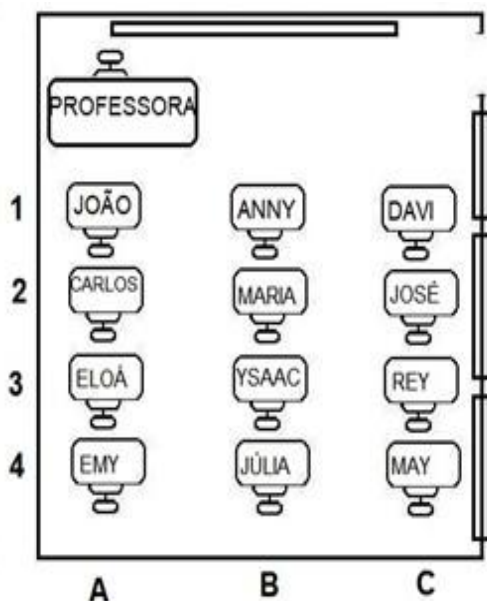 PROFESSORA
1 JOÃO ANNY DAVI
2 CARLOS MARIA JOSÉ
3 ELOÁ YSAAC REY
4 EMY JÚLIA MAY
A B C